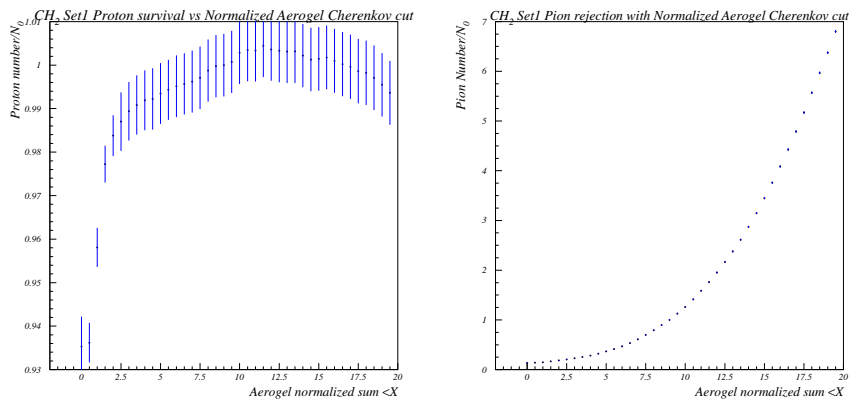 CH2 Set1 Proton survival vs Normalized Aerogel Cherenkov cut
Proton number/N0
1.01
1
0.99
0.98
0.97
0.96
0.95
0.94
0.93
0 2.5 5 7.5 10 12.5 15 17.5 20
Aerogel normalized sum <X
CH2 Set1 Pion rejection with Normalized Aerogel Cherenkov cut
Pion Number/N0
7
6
5
4
3
2
1
0
0 2.5 5 7.5 10 12.5 15 17.5 20
Aerogel normalized sum <X